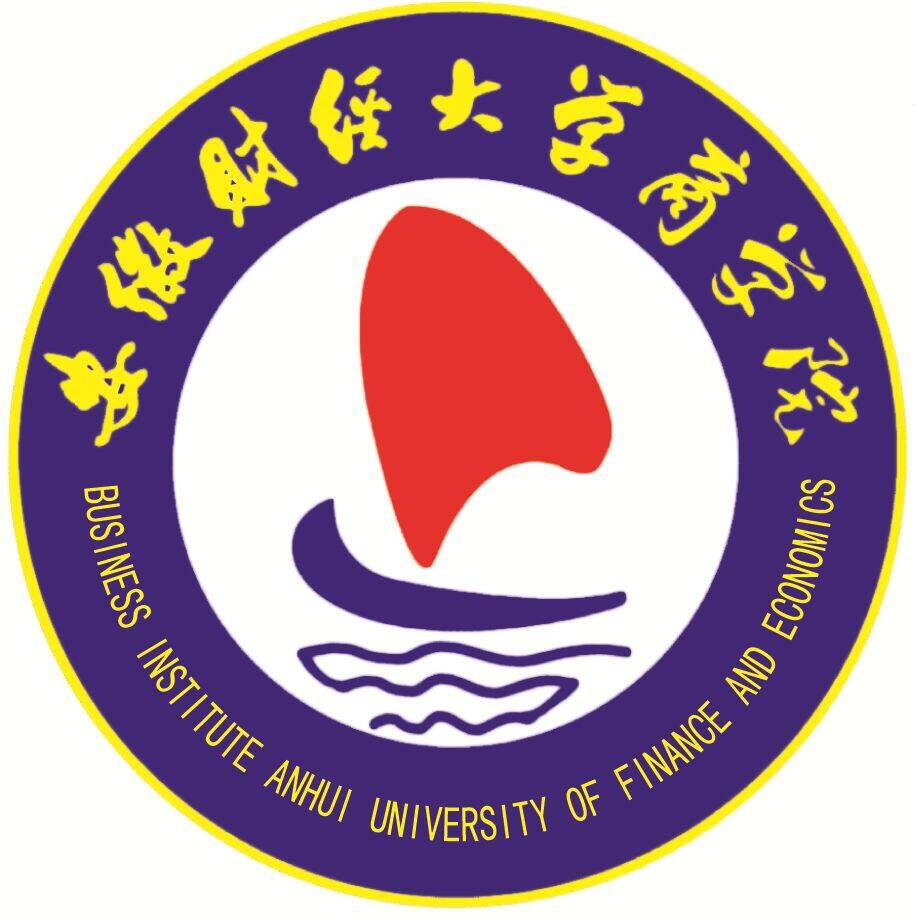 安徽财经大学商学院
BUSINESS INSTITUTE ANHUI UNIVERSITY OF FINANCE AND ECONOMICS